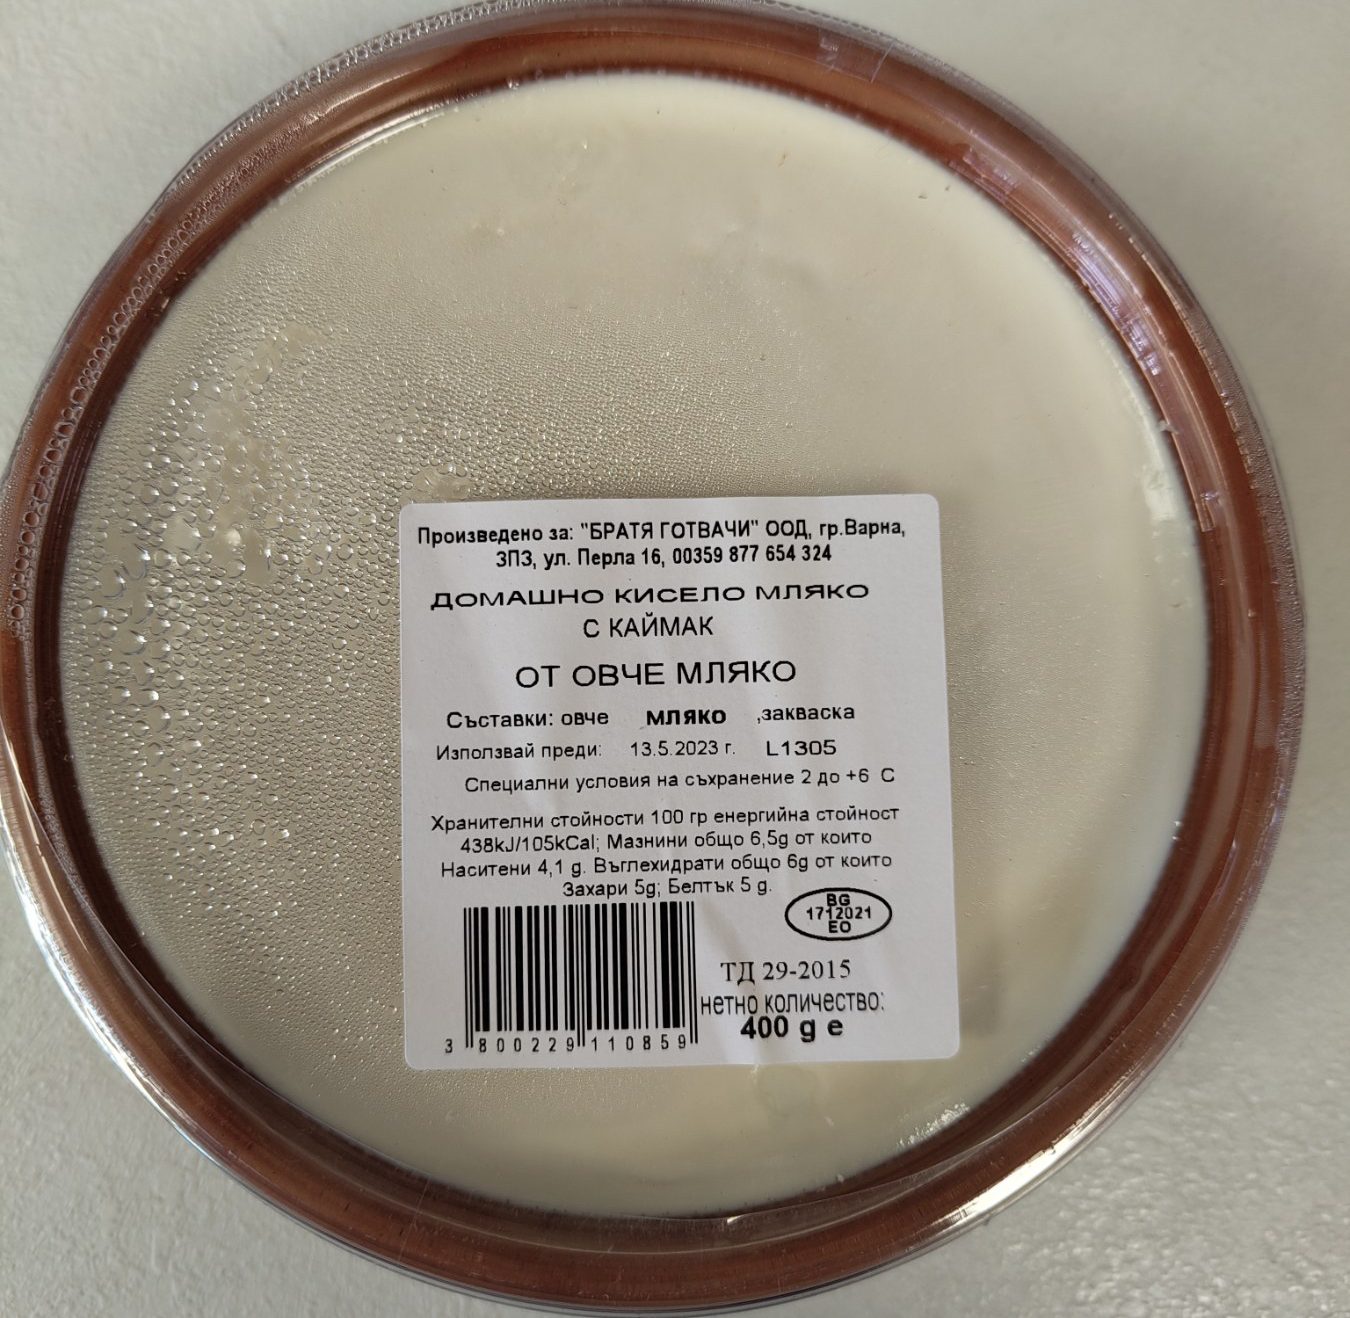 Произведено за: "БРАТЯ ГОТВАЧИ" ООД, гр.Варна,
ЗПЗ, ул. Перла 16, 00359 877 654 324
ДОМАШНО КИСЕЛО МЛЯКО
С КАЙМАК
ОТ ОВЧЕ МЛЯКО
Съставки: овче млякo ,закваска
Използвай преди: 13.5.2023 г. L1305
Специални условия на съхранение 2 до +6 С
Хранителни стойности 100 гр енергийна стойност
438kJ/105kCal; Мазнини общо 6,5g от които
Наситени 4,1 g. Въглехидрати общо 6g от които
Захари 5g; Белтък 5 g.
BG
1712021
EO
ТД 29-2015
нетно количество:
400 g e
3 800229 110859